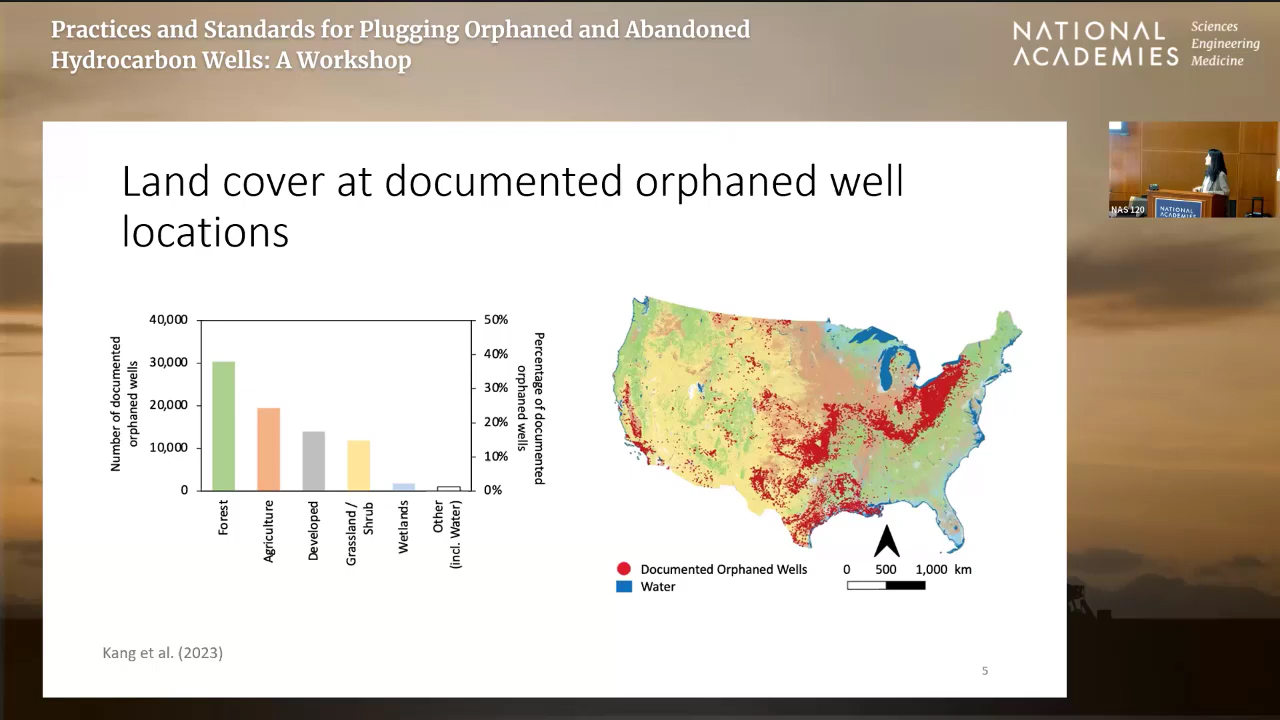 Practices and Standards for Plugging Orphaned and Abandoned
Hydrocarbon Wells: A Workshop
NATIONAL
ACADEMIES
Sciences
Engineering
Medicine
Land cover at documented orphaned well
locations
Number of documented
orphaned wells
40,000
30,000
20,000
10,000
0
50%
40%
30%
20%
10%
0%
Percentage of documented
orphaned wells
Forest
Agriculture
Developed
Grassland /
Shrub
Wetlands
Other
(incl. Water)
Documented Orphaned Wells
Water
0 500 1,000 km
Kang et al. (2023)
5
NAS 120
NATIONAL
ACADEMIES